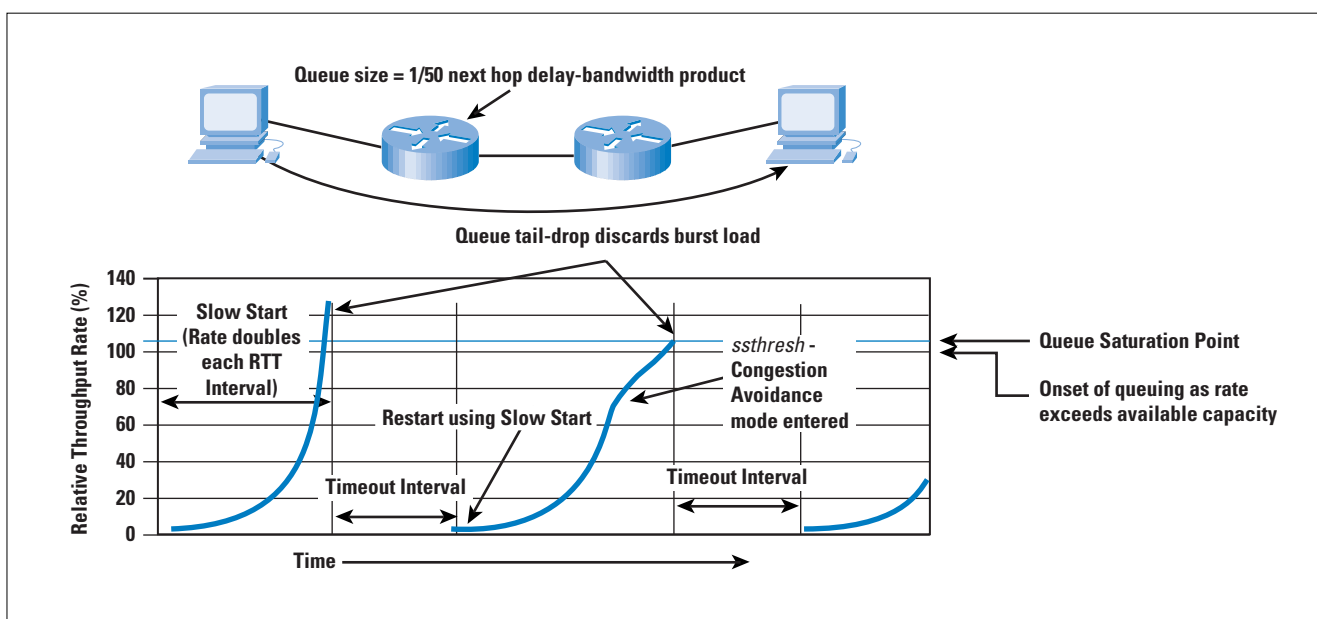 Queue size = 1/50 next hop delay-bandwidth product
Queue tail-drop discards burst load
Relative Throughput Rate (%)
140
120
100
80
60
40
20
0
Slow Start
(Rate doubles
each RTT
Interval)
Restart using Slow Start
Timeout Interval
ssthresh -
Congestion
Avoidance
mode entered
Timeout Interval
Queue Saturation Point
Onset of queuing as rate
exceeds available capacity
Time